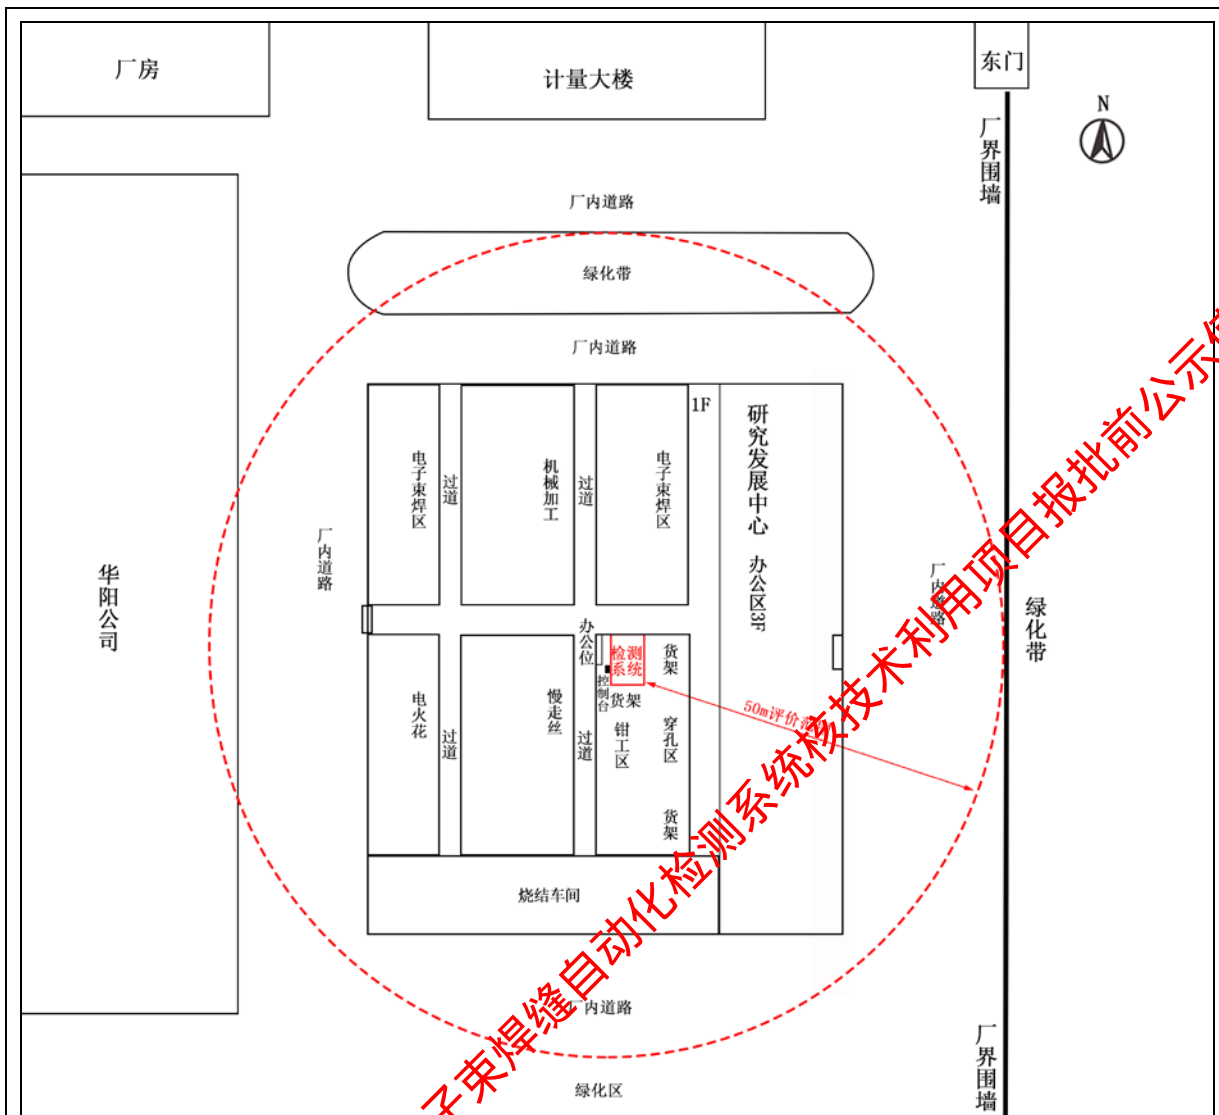 厂房
计量大楼
东门
N
厂界围墙
厂内道路
绿化带
厂内道路
1F
研究发展中心 办公区3F
电子束焊区
过道
机械加工
过道
电子束焊区
厂内道路
华阳公司
厂内道路
绿化带
办公位
检测
系统
货架
控制台
货架
电火花
过道
慢走丝
过道
钳工区
穿孔区
50m评价
货架
烧结车间
厂内道路
绿化区
厂界围墙
子束焊缝自动化检测系统核技术利用项目报批前公示